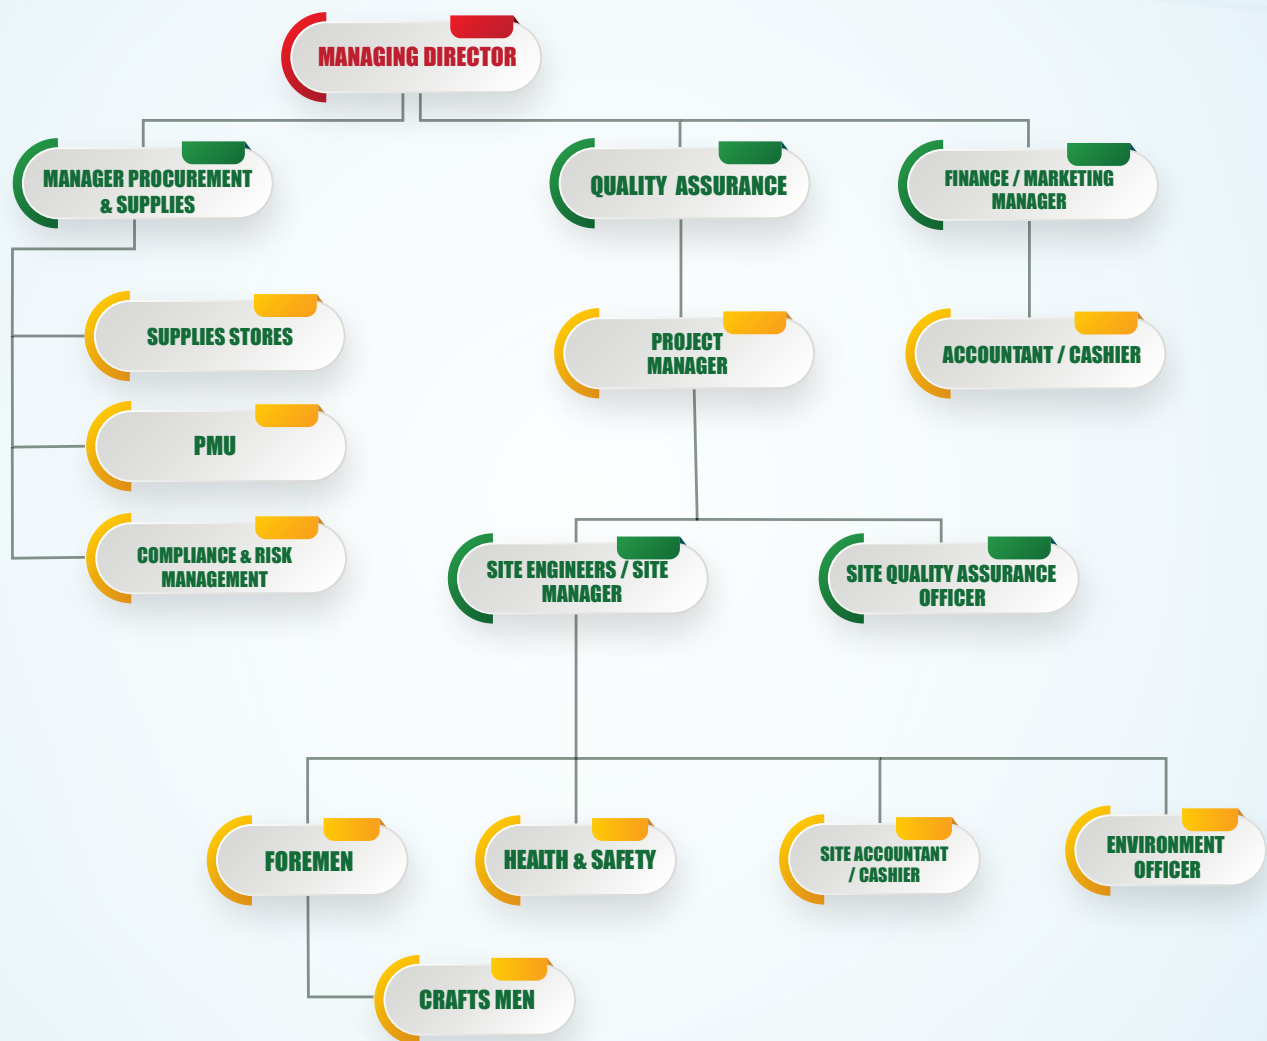 MANAGING DIRECTOR
MANAGER PROCUREMENT
& SUPPLIES
QUALITY ASSURANCE
FINANCE / MARKETING
MANAGER
SUPPLIES STORES
PROJECT
MANAGER
ACCOUNTANT / CASHIER
PMU
COMPLIANCE & RISK
MANAGEMENT
SITE ENGINEERS / SITE
MANAGER
SITE QUALITY ASSURANCE
OFFICER
FOREMEN
HEALTH & SAFETY
SITE ACCOUNTANT
/ CASHIER
ENVIRONMENT
OFFICER
CRAFTS MEN